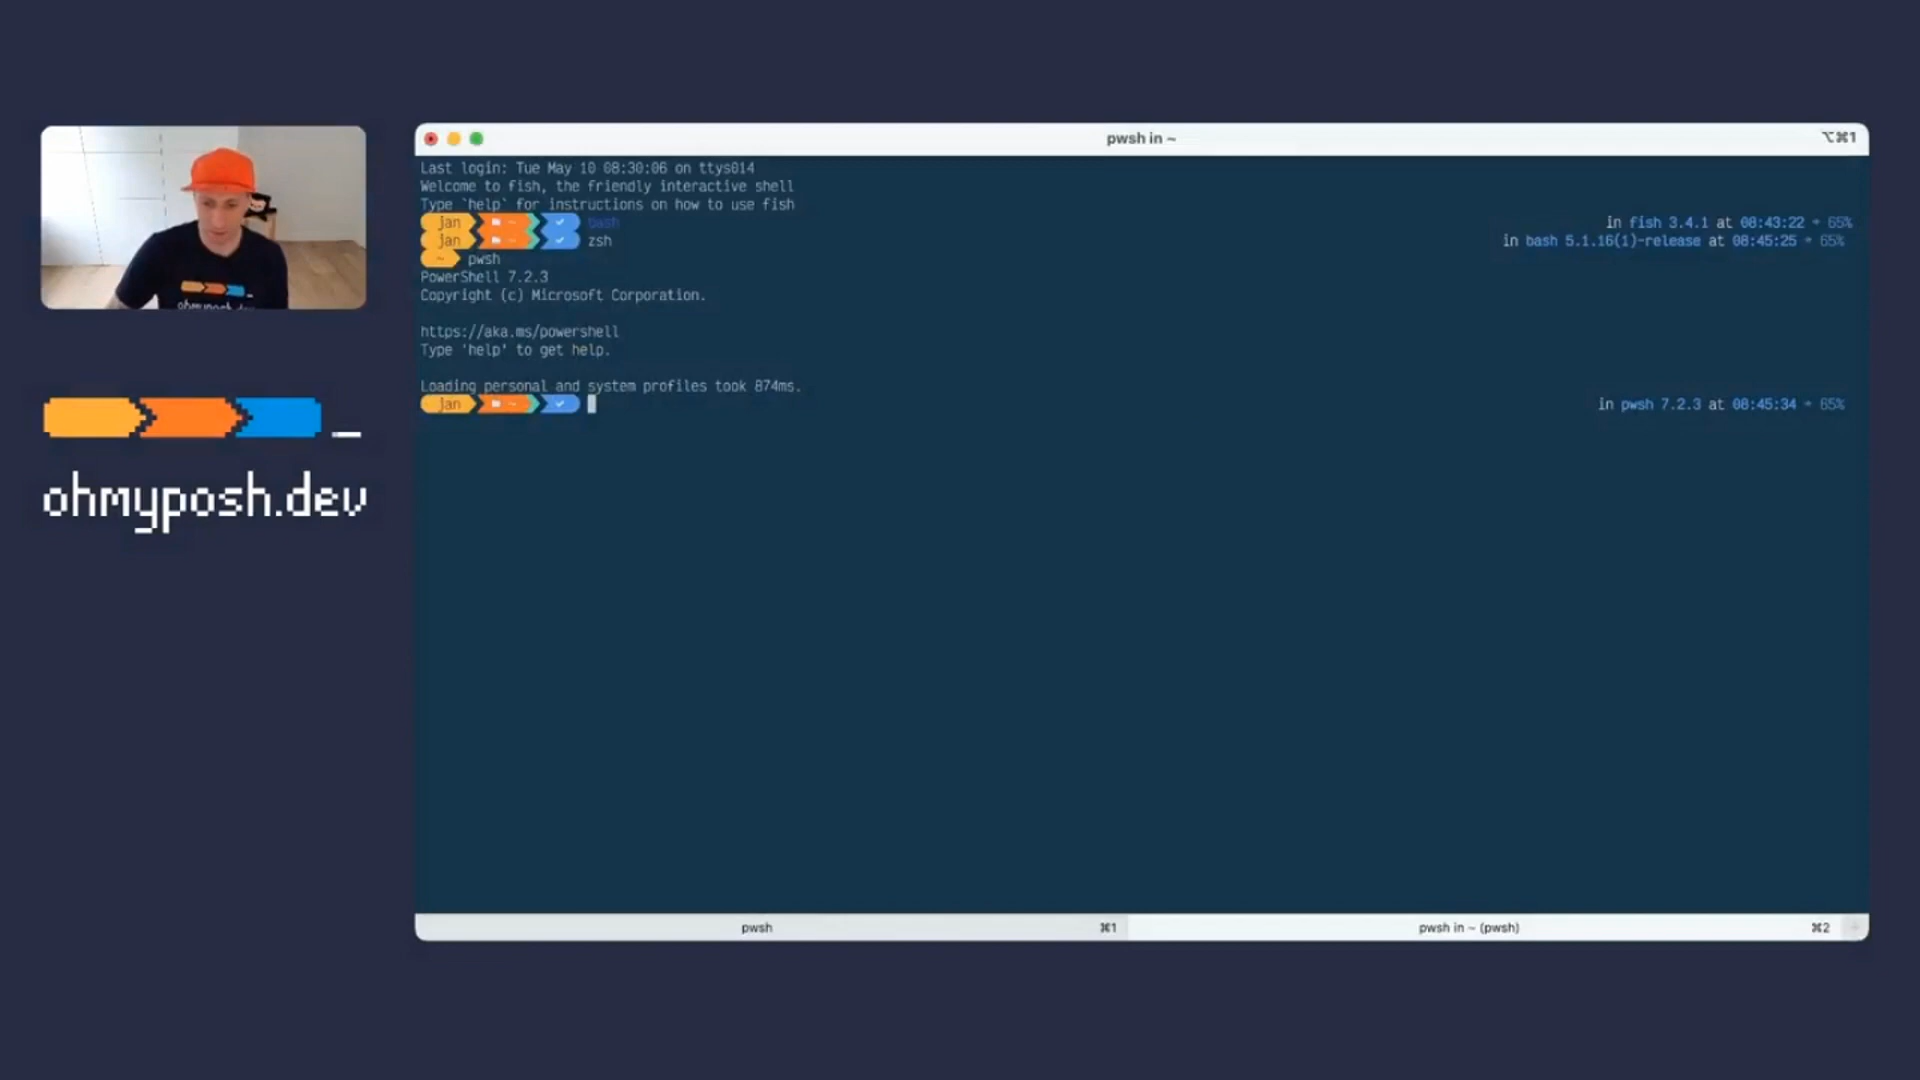 pwsh in ~
⌥⌘1
Last login: Tue May 10 08:30:06 on ttys014
Welcome to fish, the friendly interactive shell
Type `help` for instructions on how to use fish
jan ~ ✓ bash in fish 3.4.1 at 08:43:22 65%
jan ~ ✓ zsh in bash 5.1.16(1)-release at 08:45:25 65%
~ pwsh
PowerShell 7.2.3
Copyright (c) Microsoft Corporation.
https://aka.ms/powershell
Type 'help' to get help.
Loading personal and system profiles took 874ms.
jan ~ ✓ in pwsh 7.2.3 at 08:45:34 65%
pwsh ⌘1
pwsh in ~ (pwsh) ⌘2
ohmyposh.dev
ohmyposh.dev